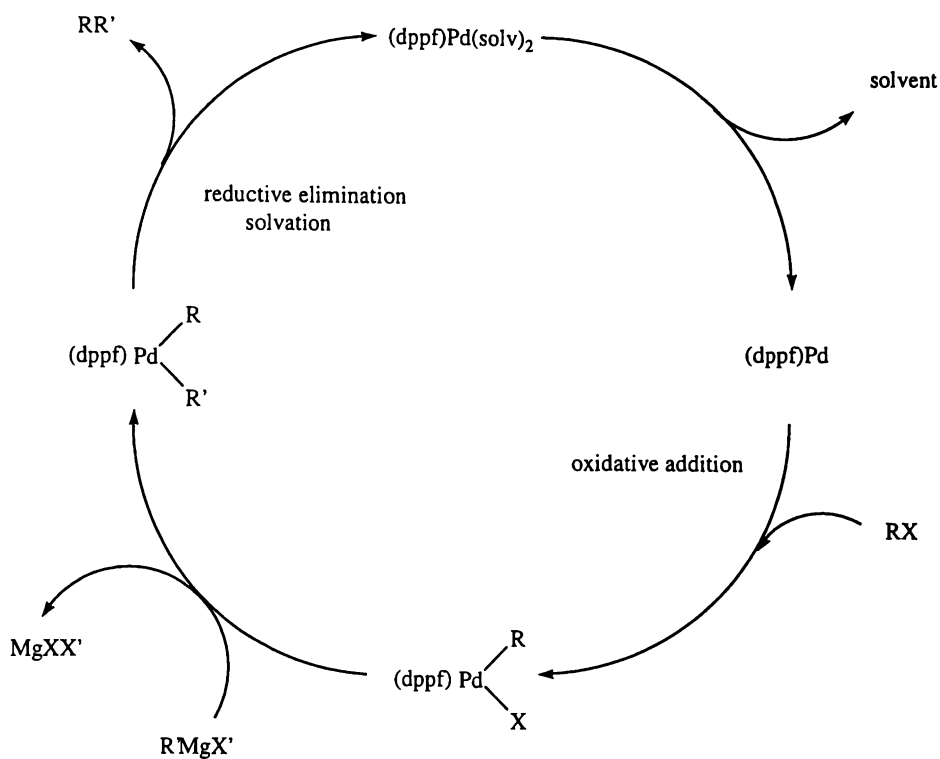 RR'
(dppf)Pd(solv)2
solvent
reductive elimination
solvation
R
(dppf) Pd
R'
(dppf)Pd
oxidative addition
RX
R
(dppf) Pd
X
MgXX'
R'MgX'